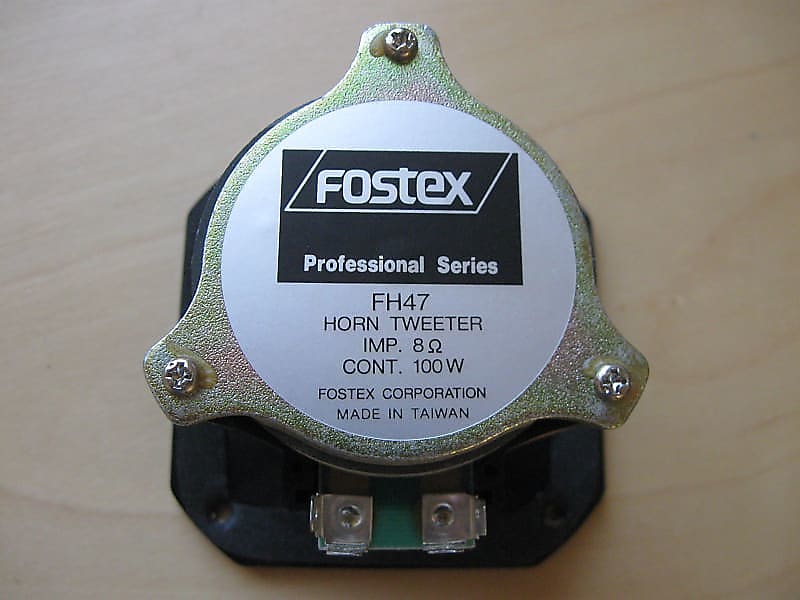 FOSTEX
Professional Series
FH47
HORN TWEETER
IMP. 8Ω
CONT. 100W
FOSTEX CORPORATION
MADE IN TAIWAN